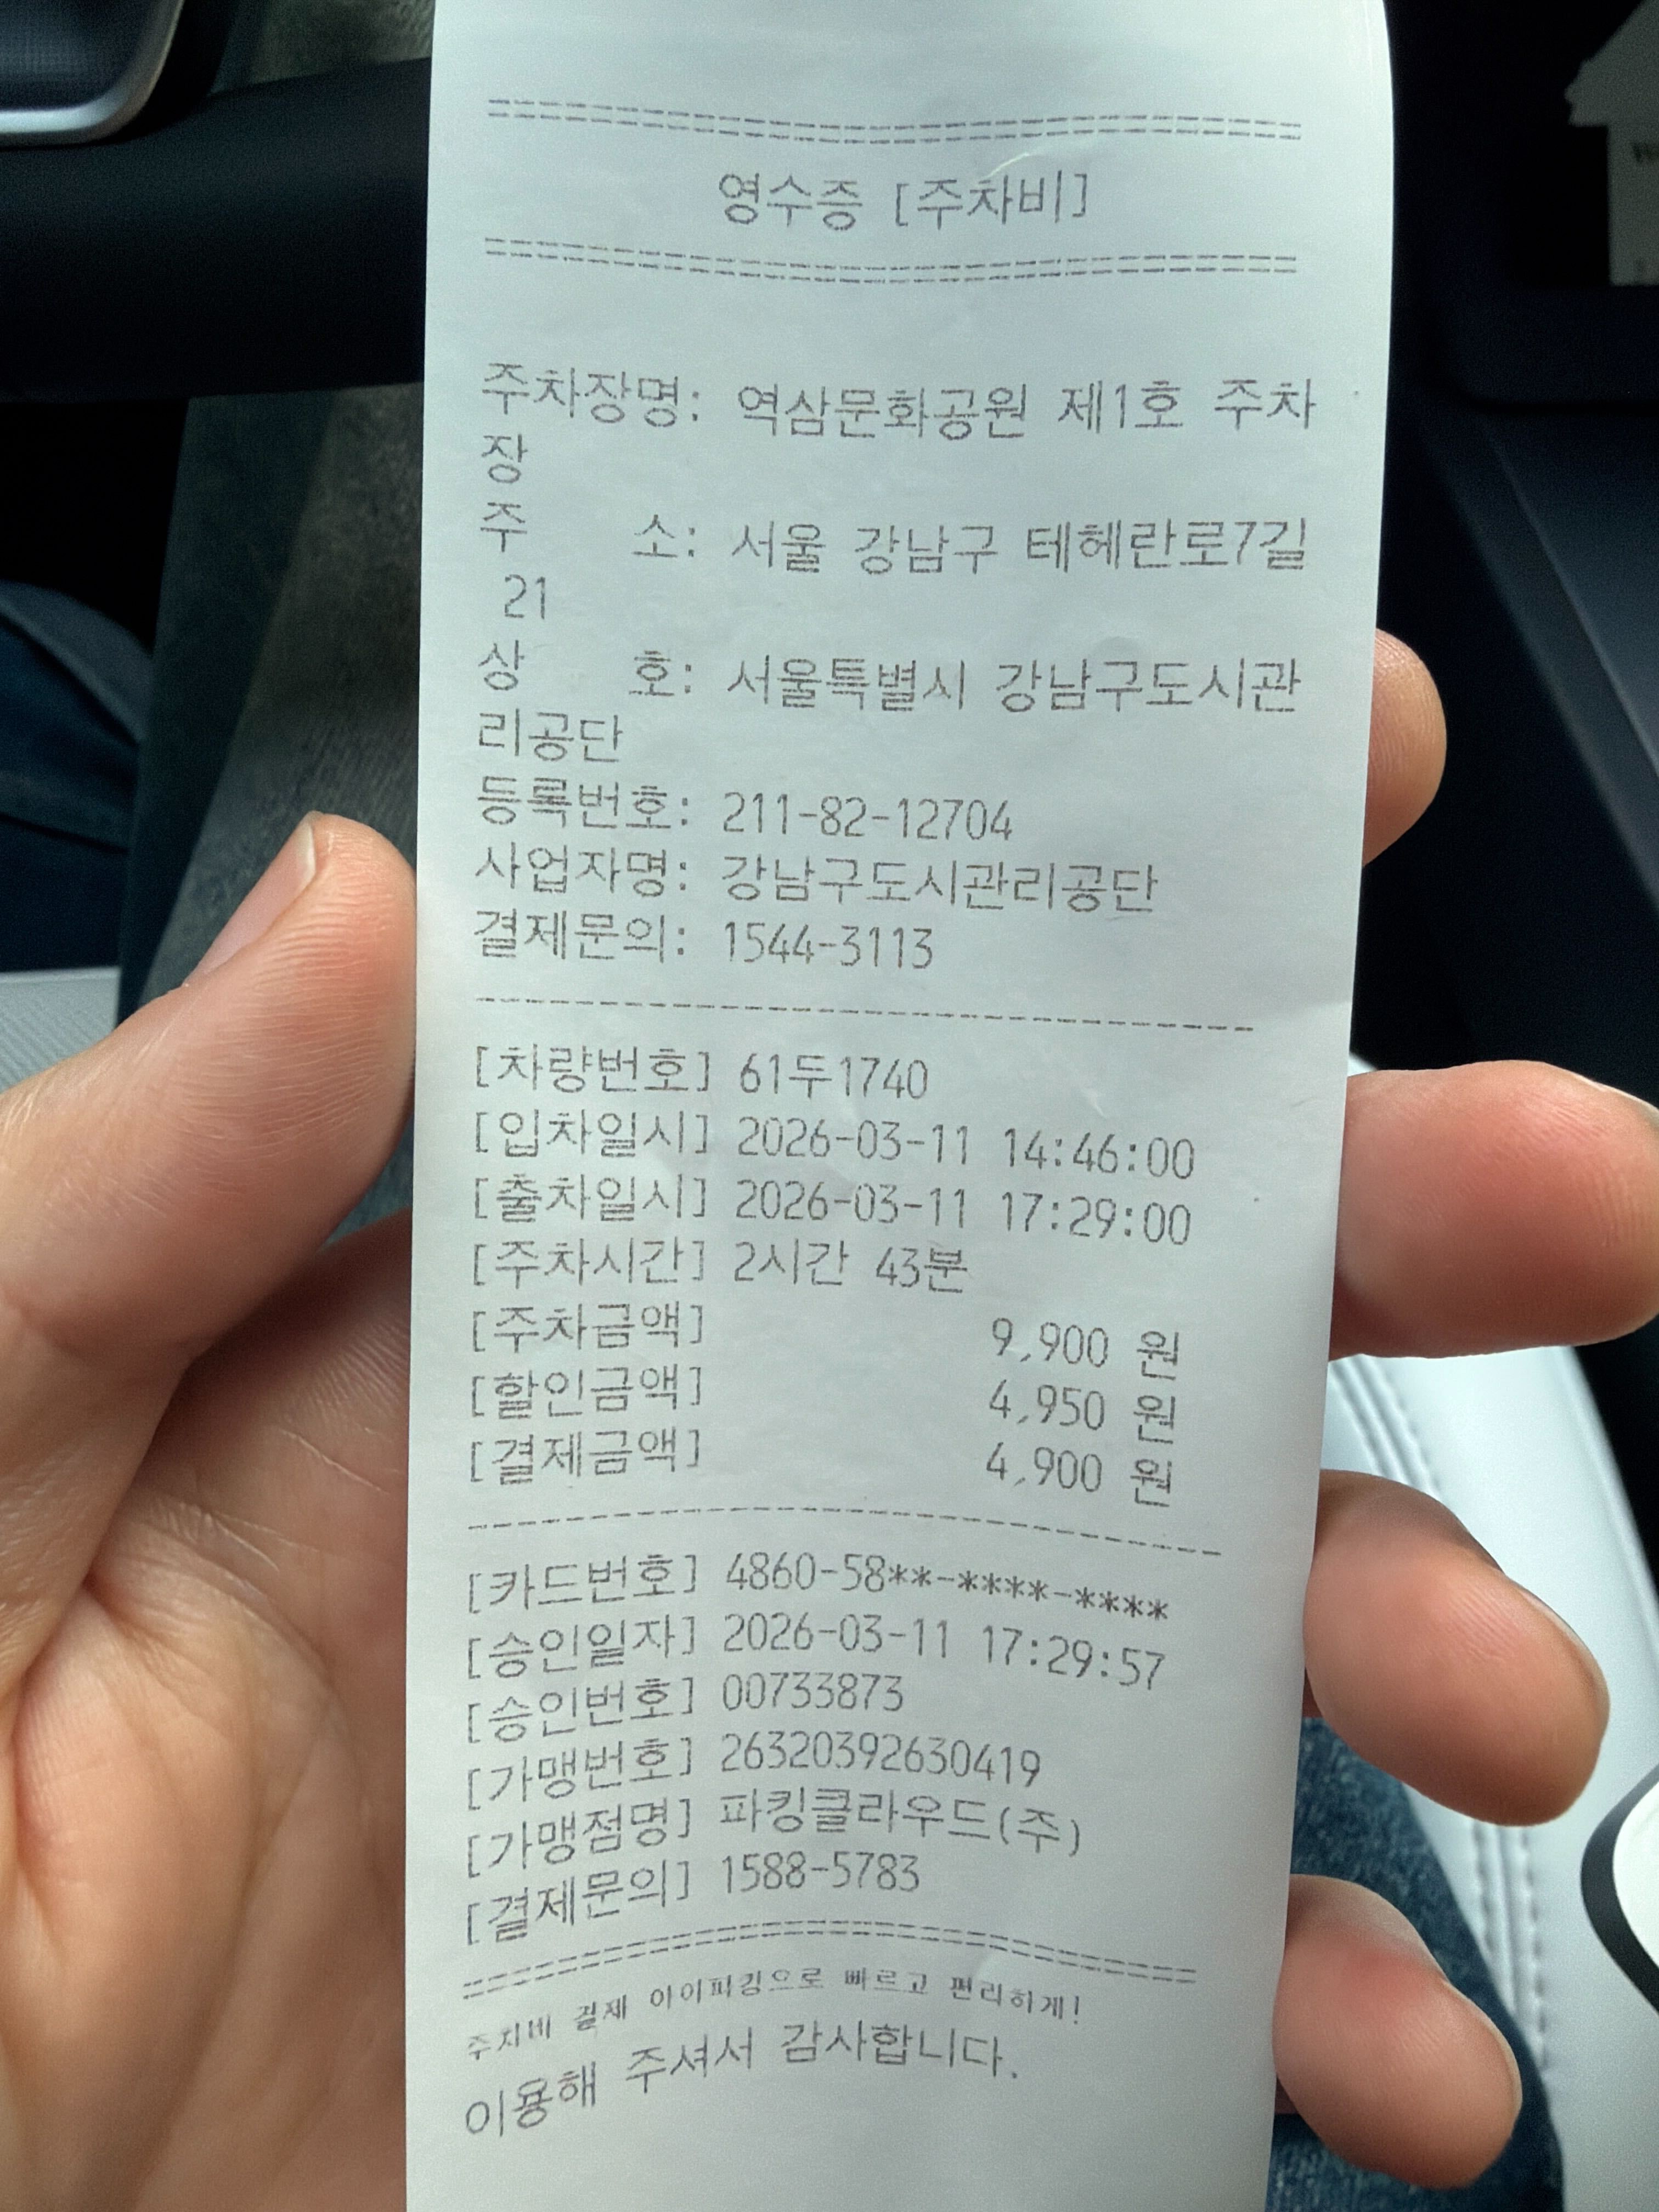 영수증 [주차비]
주차장명: 역삼문화공원 제1호 주차
장
주 소: 서울 강남구 테헤란로7길
21
상 호: 서울특별시 강남구도시관
리공단
등록번호: 211-82-12704
사업자명: 강남구도시관리공단
결제문의: 1544-3113
[차량번호] 61두1740
[입차일시] 2026-03-11 14:46:00
[출차일시] 2026-03-11 17:29:00
[주차시간] 2시간 43분
[주차금액] 9,900 원
[할인금액] 4,950 원
[결제금액] 4,900 원
[카드번호] 4860-58**-****-****
[승인일자] 2026-03-11 17:29:57
[승인번호] 00733873
[가맹번호] 26320392630419
[가맹점명] 파킹클라우드(주)
[결제문의] 1588-5783
주차비 결제 아이파킹으로 빠르고 편리하게!
이용해 주셔서 감사합니다.